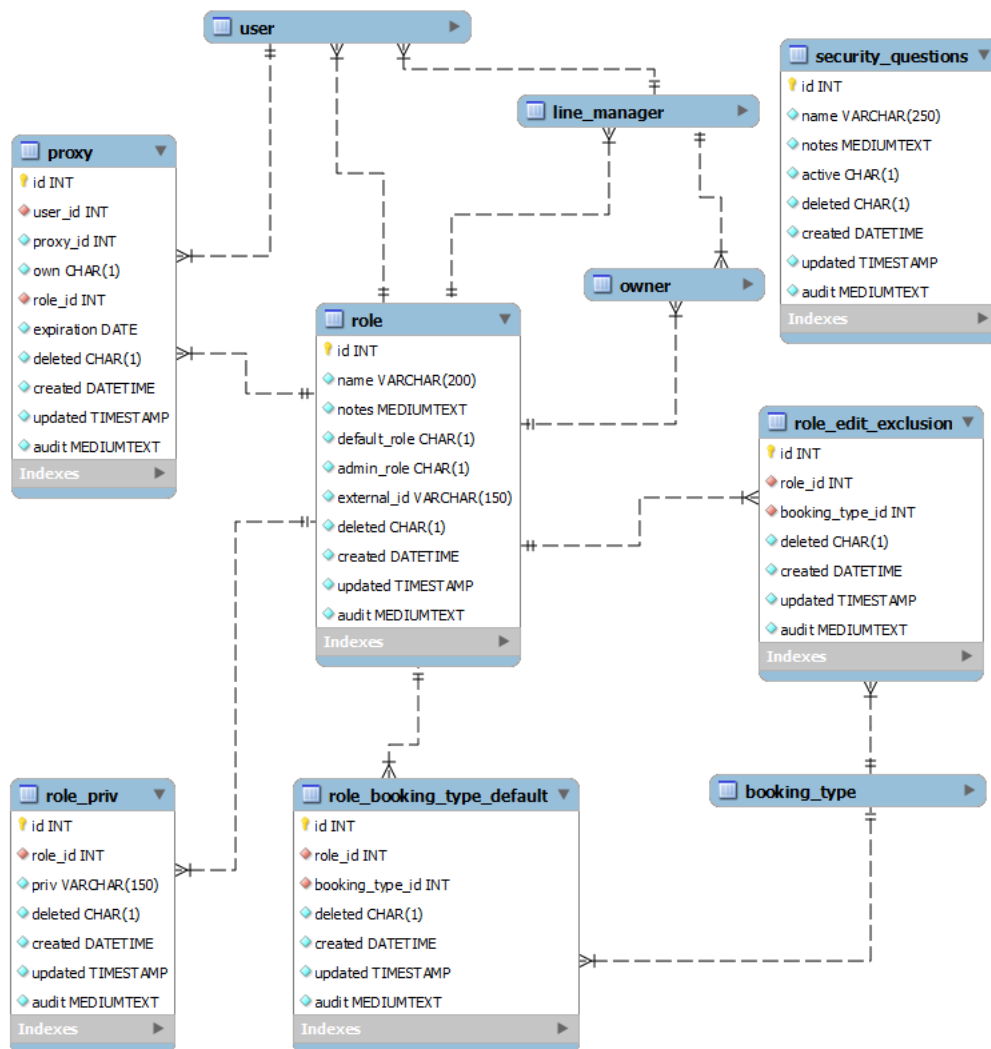 user
security_questions
id INT
name VARCHAR(250)
notes MEDIUMTEXT
active CHAR(1)
deleted CHAR(1)
created DATETIME
updated TIMESTAMP
audit MEDIUMTEXT
Indexes
line_manager
proxy
id INT
user_id INT
proxy_id INT
own CHAR(1)
role_id INT
expiration DATE
deleted CHAR(1)
created DATETIME
updated TIMESTAMP
audit MEDIUMTEXT
Indexes
owner
role
id INT
name VARCHAR(200)
notes MEDIUMTEXT
default_role CHAR(1)
admin_role CHAR(1)
external_id VARCHAR(150)
deleted CHAR(1)
created DATETIME
updated TIMESTAMP
audit MEDIUMTEXT
Indexes
role_edit_exclusion
id INT
role_id INT
booking_type_id INT
deleted CHAR(1)
created DATETIME
updated TIMESTAMP
audit MEDIUMTEXT
Indexes
role_priv
id INT
role_id INT
priv VARCHAR(150)
deleted CHAR(1)
created DATETIME
updated TIMESTAMP
audit MEDIUMTEXT
Indexes
role_booking_type_default
id INT
role_id INT
booking_type_id INT
deleted CHAR(1)
created DATETIME
updated TIMESTAMP
audit MEDIUMTEXT
Indexes
booking_type